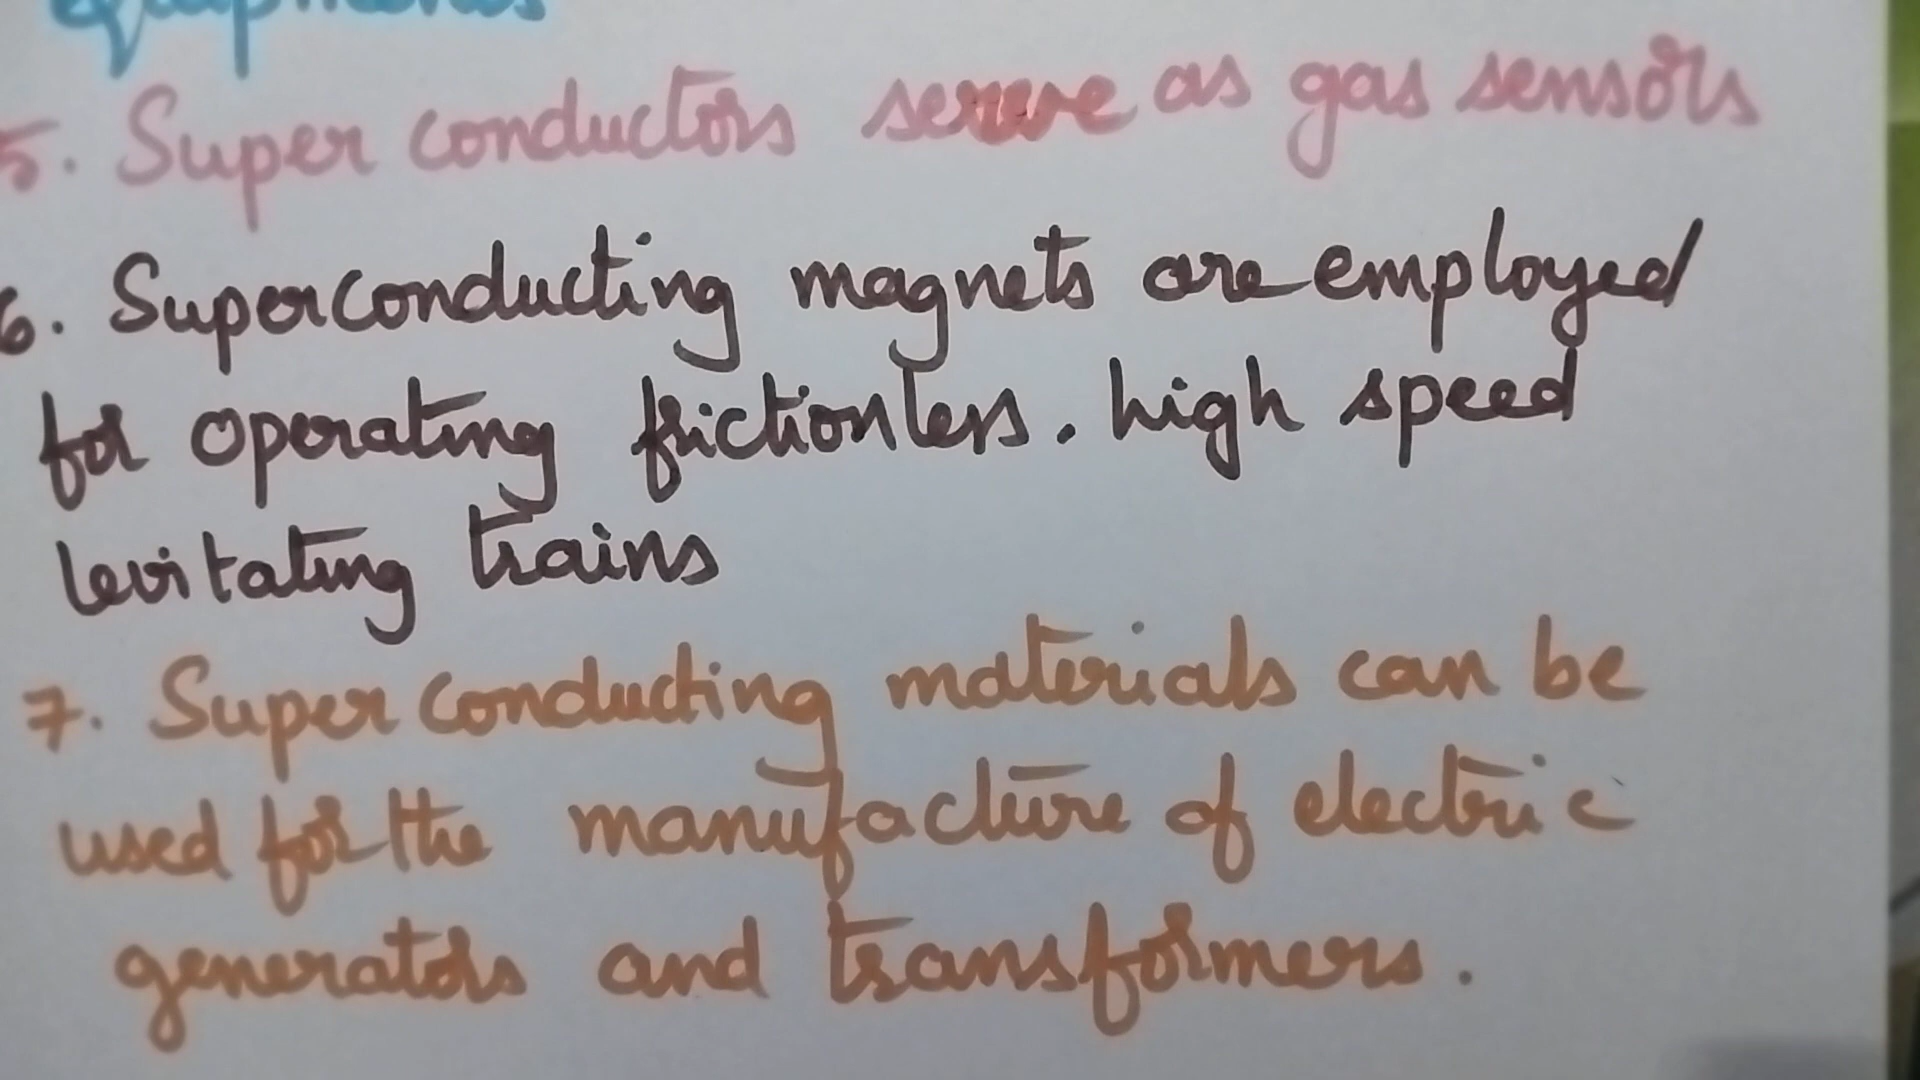 equipments
5. Super conductors serve as gas sensors
6. Superconducting magnets are employed
for operating frictionless. high speed
levitating trains
7. Super conducting materials can be
used for the manufacture of electric
generators and transformers.